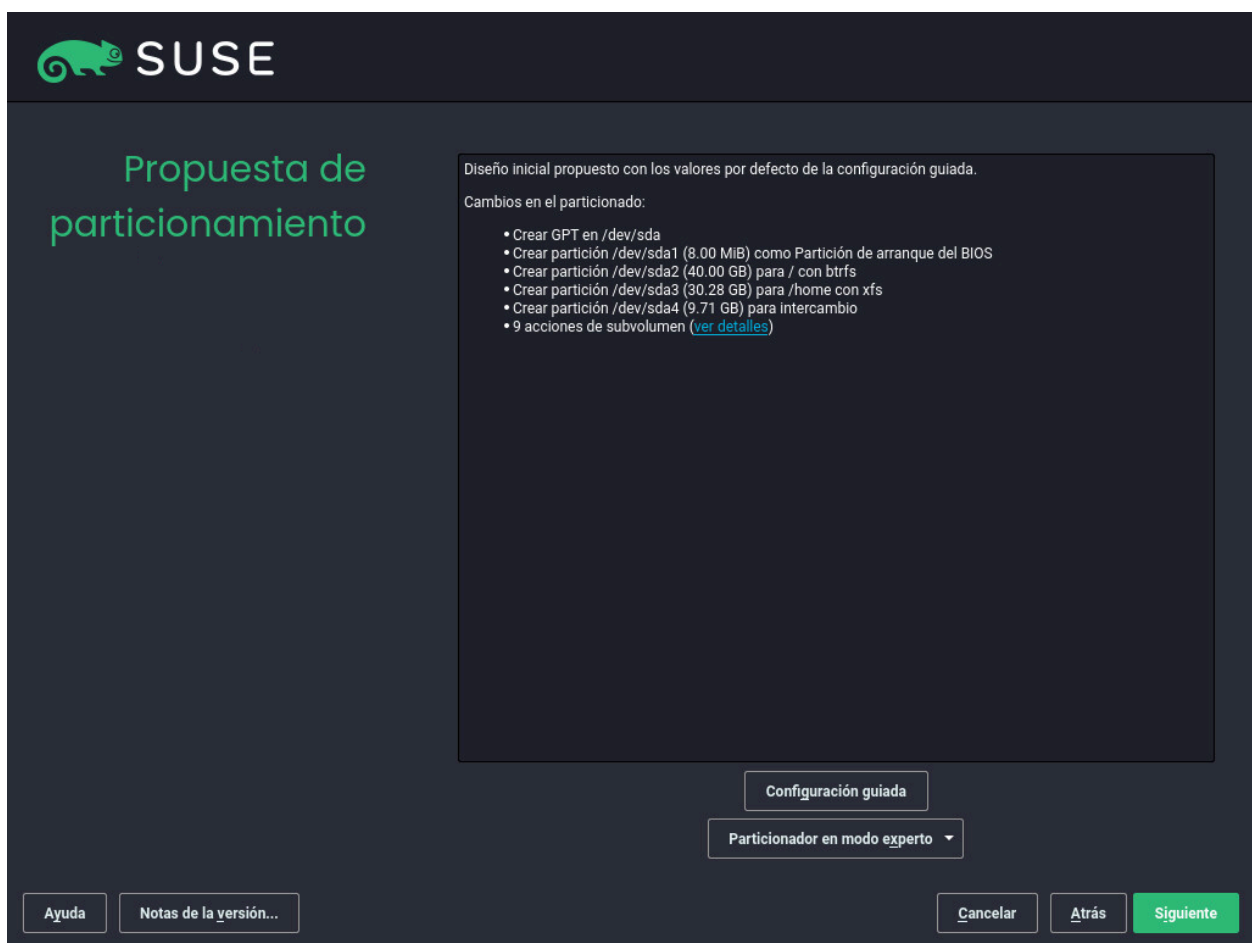 SUSE
Propuesta de
particionamiento
Diseño inicial propuesto con los valores por defecto de la configuración guiada.
Cambios en el particionado:
• Crear GPT en /dev/sda
• Crear partición /dev/sda1 (8.00 MiB) como Partición de arranque del BIOS
• Crear partición /dev/sda2 (40.00 GB) para / con btrfs
• Crear partición /dev/sda3 (30.28 GB) para /home con xfs
• Crear partición /dev/sda4 (9.71 GB) para intercambio
• 9 acciones de subvolumen (ver detalles)
Configuración guiada
Particionador en modo experto
Ayuda
Notas de la versión...
Cancelar
Atrás
Siguiente